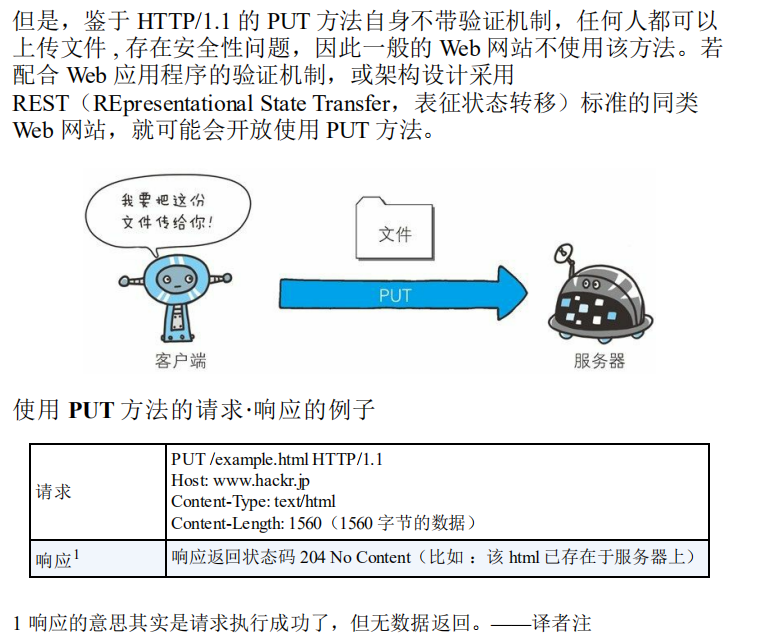 但是，鉴于 HTTP/1.1 的 PUT 方法自身不带验证机制，任何人都可以
上传文件 , 存在安全性问题，因此一般的 Web 网站不使用该方法。若
配合 Web 应用程序的验证机制，或架构设计采用
REST（REpresentational State Transfer，表征状态转移）标准的同类
Web 网站，就可能会开放使用 PUT 方法。
我要把这份
文件传给你!
文件
PUT
客户端
服务器
使用 PUT 方法的请求·响应的例子
请求
PUT /example.html HTTP/1.1
Host: www.hackr.jp
Content-Type: text/html
Content-Length: 1560（1560 字节的数据）
响应1
响应返回状态码 204 No Content（比如 ：该 html 已存在于服务器上）
1 响应的意思其实是请求执行成功了，但无数据返回。——译者注